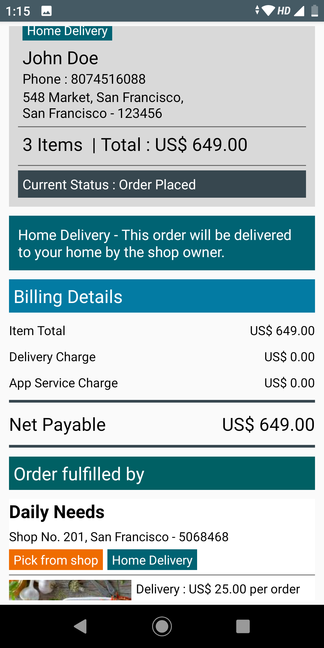 1:15 HD
Home Delivery
John Doe
Phone : 8074516088
548 Market, San Francisco,
San Francisco - 123456
3 Items | Total : US$ 649.00
Current Status : Order Placed
Home Delivery - This order will be delivered
to your home by the shop owner.
Billing Details
Item Total US$ 649.00
Delivery Charge US$ 0.00
App Service Charge US$ 0.00
Net Payable US$ 649.00
Order fulfilled by
Daily Needs
Shop No. 201, San Francisco - 5068468
Pick from shop Home Delivery
Delivery : US$ 25.00 per order